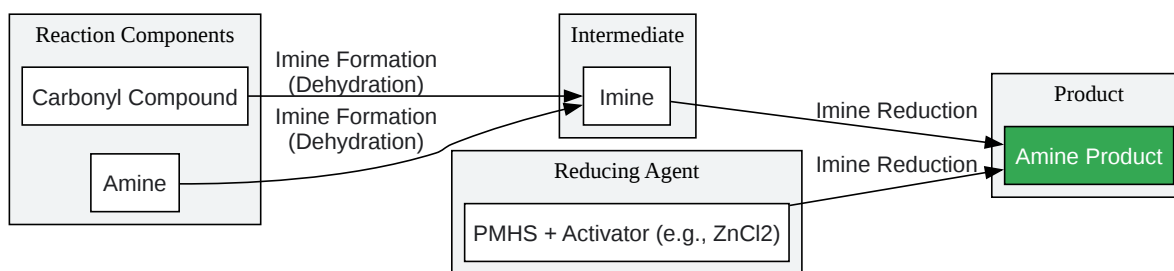 Reaction Components
Carbonyl Compound
Amine
Imine Formation
(Dehydration)
Imine Formation
(Dehydration)
Intermediate
Imine
Reducing Agent
PMHS + Activator (e.g., ZnCl2)
Imine Reduction
Imine Reduction
Product
Amine Product